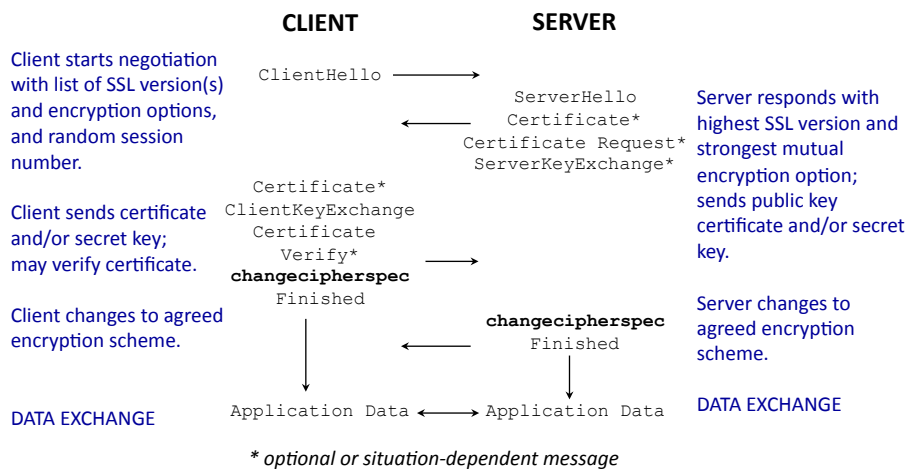 CLIENT
SERVER
Client starts negotiation
with list of SSL version(s)
and encryption options,
and random session
number.
ClientHello
ServerHello
Certificate*
Certificate Request*
ServerKeyExchange*
Server responds with
highest SSL version and
strongest mutual
encryption option;
sends public key
certificate and/or secret
key.
Client sends certificate
and/or secret key;
may verify certificate.
Certificate*
ClientKeyExchange
Certificate
Verify*
changecipherspec
Finished
Client changes to agreed
encryption scheme.
changecipherspec
Finished
Server changes to
agreed encryption
scheme.
DATA EXCHANGE
Application Data
Application Data
DATA EXCHANGE
* optional or situation-dependent message